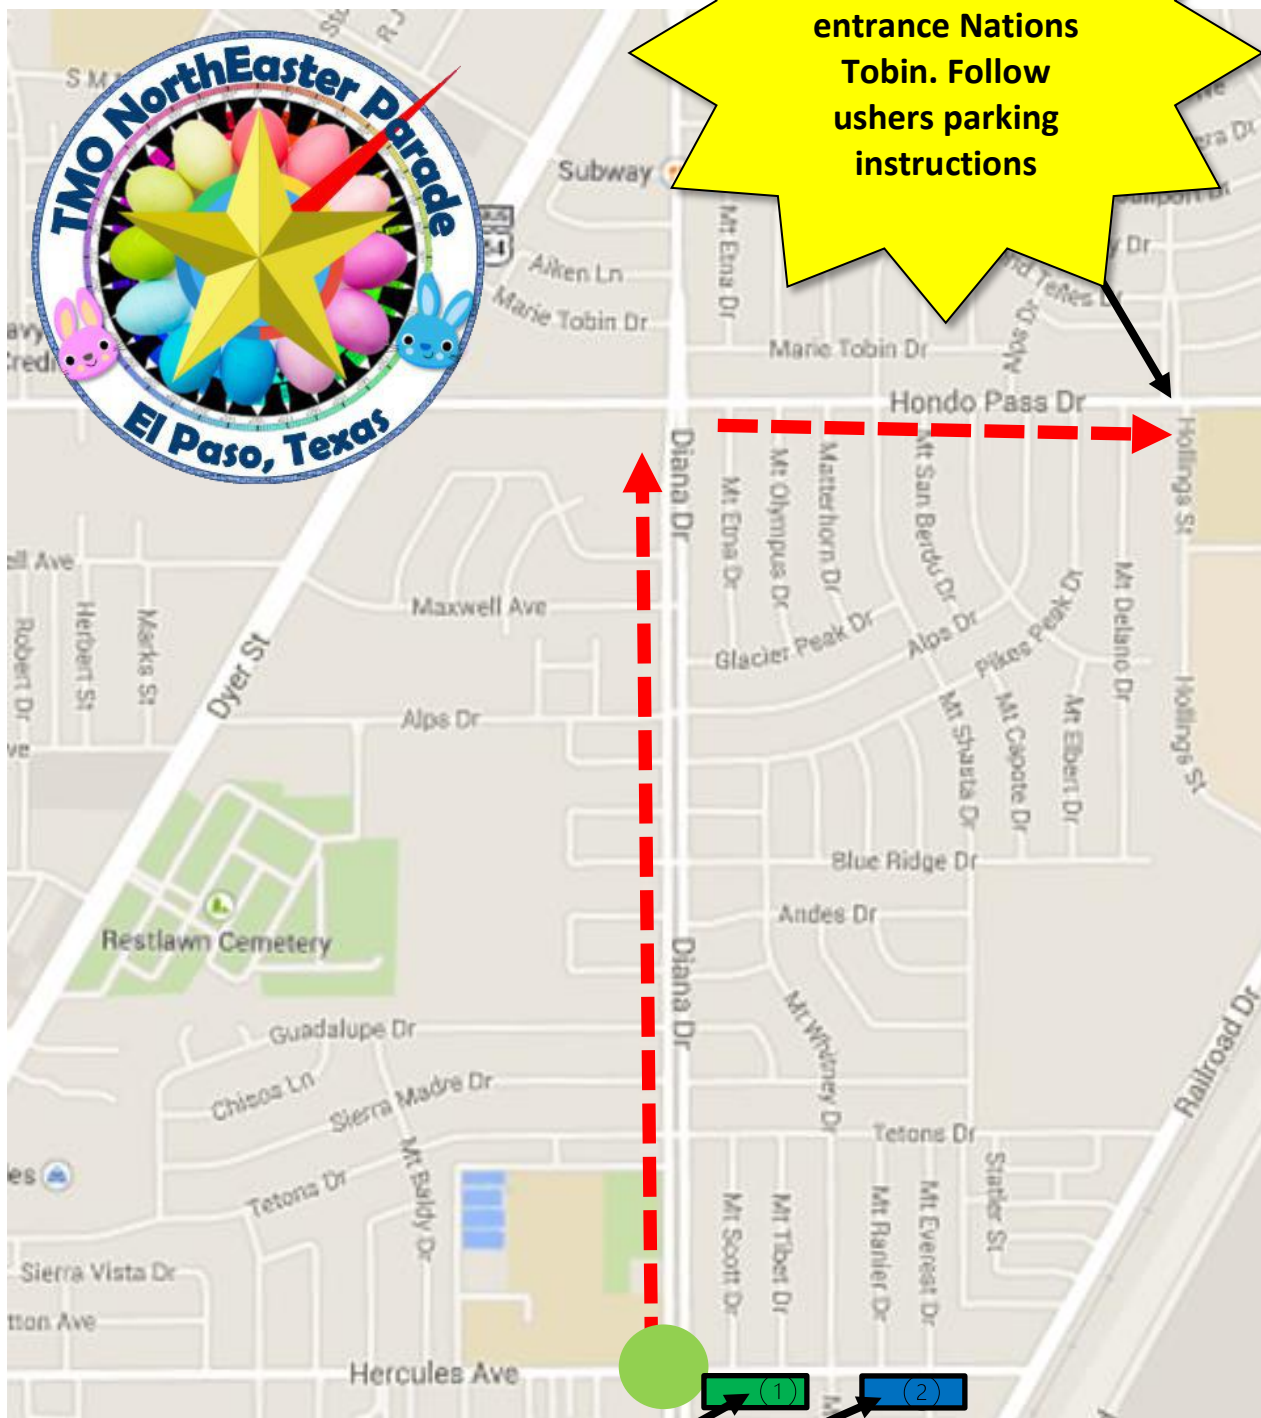 entrance Nations
Tobin. Follow
ushers parking
instructions
TMO NorthEaster Parade
El Paso, Texas
Subway
Mt Etna Dr
Aiken Ln
Marie Tobin Dr
Marie Tobin Dr
Hondo Pass Dr
Diana Dr
Mt Etna Dr
Mt Olympus Dr
Matterhorn Dr
Mt San Berdu Dr
Hollings St
Maxwell Ave
Herbert St
Marks St
Robert Dr
Dyer St
Glacier Peak Dr
Alps Dr
Pikes Peak Dr
Mt Delano Dr
Alps Dr
Mt Shasta Dr
Mt Capote Dr
Mt Elbert Dr
Hollings St
Blue Ridge Dr
Andes Dr
Restlawn Cemetery
Diana Dr
Mt Whitney Dr
Guadalupe Dr
Chisos Ln
Sierra Madre Dr
Railroad Dr
Tetons Dr
Mt Baldy Dr
Tetons Dr
Statler St
Mt Scott Dr
Mt Tibet Dr
Mt Ranier Dr
Mt Everest Dr
Sierra Vista Dr
Hercules Ave
1
2